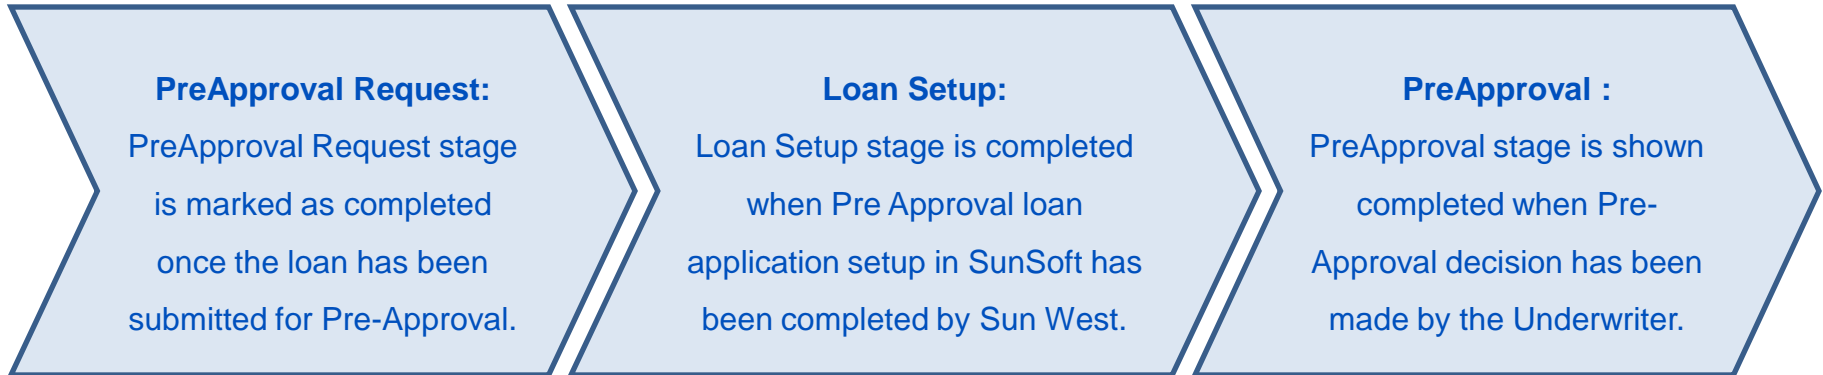 PreApproval Request:
PreApproval Request stage
is marked as completed
once the loan has been
submitted for Pre-Approval.
Loan Setup:
Loan Setup stage is completed
when Pre Approval loan
application setup in SunSoft has
been completed by Sun West.
PreApproval :
PreApproval stage is shown
completed when Pre-
Approval decision has been
made by the Underwriter.